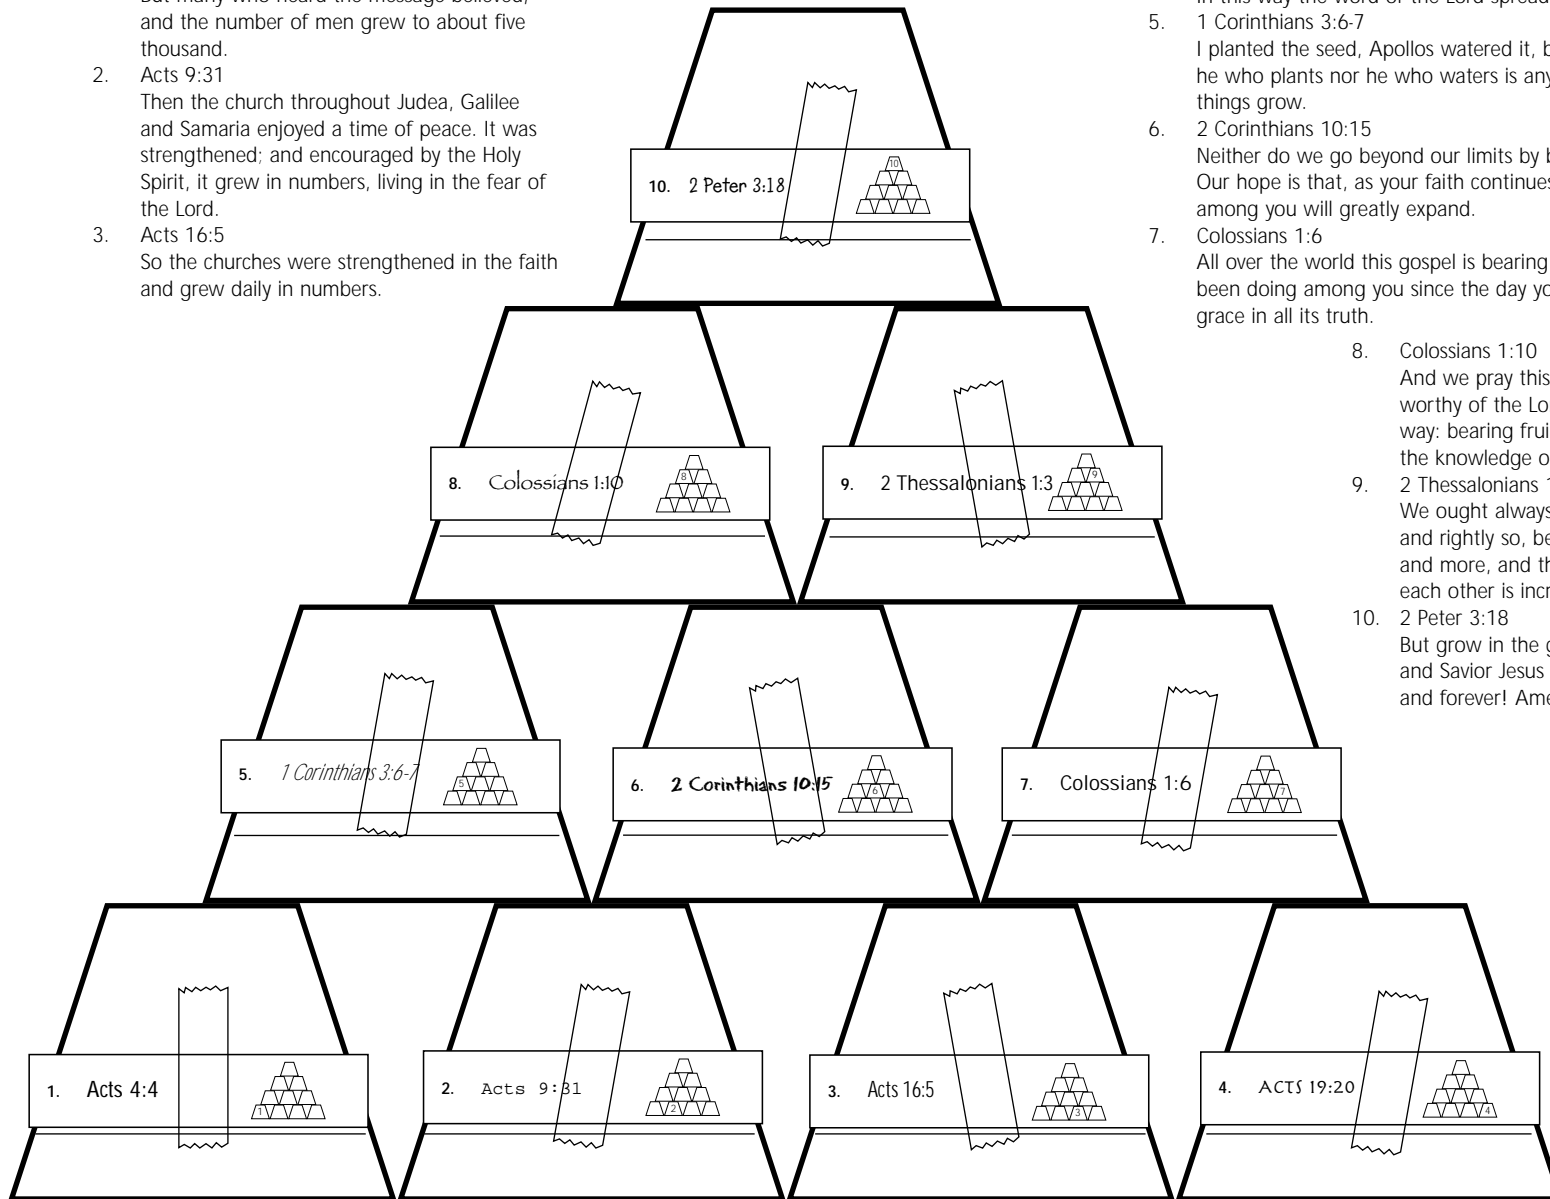 But many who heard the message believed,
and the number of men grew to about five
thousand.
2. Acts 9:31
Then the church throughout Judea, Galilee
and Samaria enjoyed a time of peace. It was
strengthened; and encouraged by the Holy
Spirit, it grew in numbers, living in the fear of
the Lord.
3. Acts 16:5
So the churches were strengthened in the faith
and grew daily in numbers.
In this way the word of the Lord spread
5. 1 Corinthians 3:6-7
I planted the seed, Apollos watered it,
he who plants nor he who waters is
things grow.
6. 2 Corinthians 10:15
Neither do we go beyond our limits by
Our hope is that, as your faith continues
among you will greatly expand.
7. Colossians 1:6
All over the world this gospel is bearing
been doing among you since the day
grace in all its truth.
8. Colossians 1:10
And we pray this
worthy of the
way: bearing
the knowledge
9. 2 Thessalonians
We ought always
and rightly so,
and more, and
each other is
10. 2 Peter 3:18
But grow in the
and Savior Jesus
and forever!
10. 2 Peter 3:18
10
8. Colossians 1:10
8
9. 2 Thessalonians 1:3
9
5. 1 Corinthians 3:6-7
5
6. 2 Corinthians 10:15
6
7. Colossians 1:6
7
1. Acts 4:4
1
2. Acts 9:31
2
3. Acts 16:5
3
4. ACTS 19:20
4